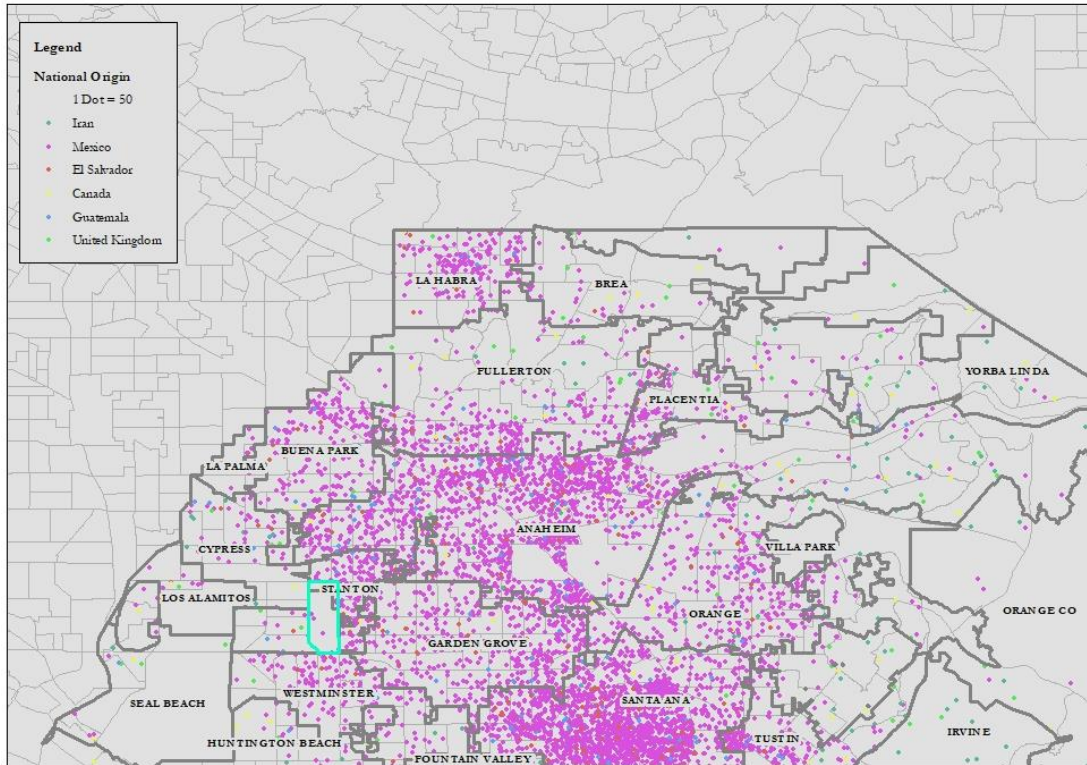 Legend
National Origin
1 Dot = 50
Iran
Mexico
El Salvador
Canada
Guatemala
United Kingdom
LA HABRA
BREA
FULLERTON
YORBA LINDA
PLACENTIA
BUENA PARK
LA PALMA
ANAHEIM
CYPRESS
VILLA PARK
STANTON
LOS ALAMITOS
ORANGE
ORANGE CO
GARDEN GROVE
WESTMINSTER
SEAL BEACH
SANTA ANA
IRVINE
HUNTINGTON BEACH
TUSTIN
FOUNTAIN VALLEY